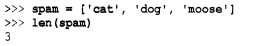 >>> spam = ['cat', 'dog', 'moose']
>>> len(spam)
3